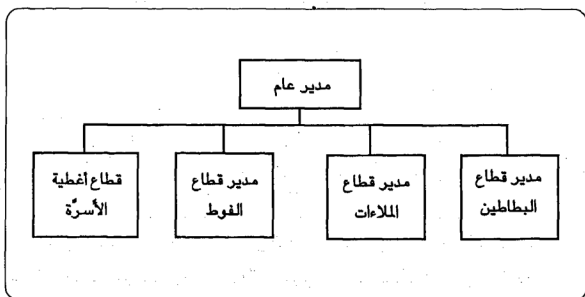 مدير عام
مدير قطاع
البطاطين
مدير قطاع
الملاءات
مدير قطاع
الفوط
قطاع أغطية
الأسرَّة